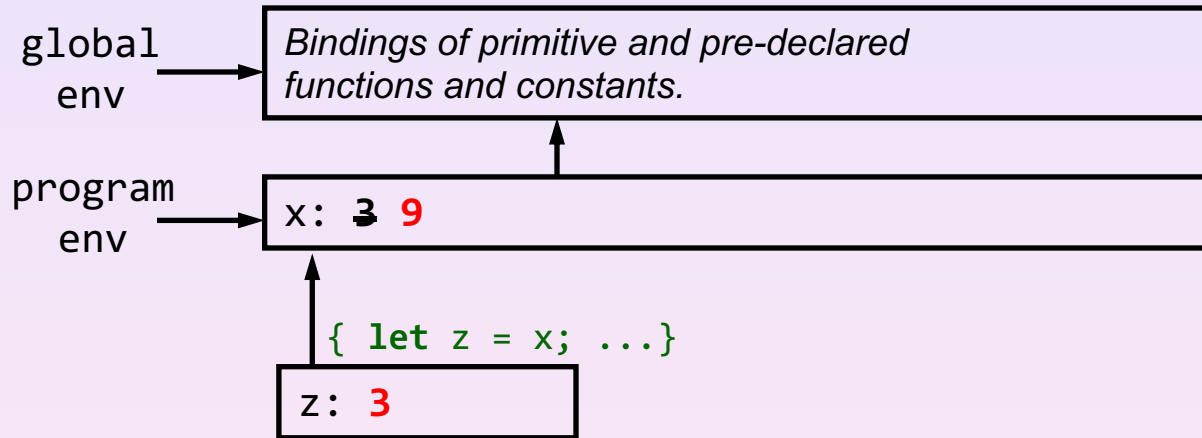 global
env
Bindings of primitive and pre-declared
functions and constants.
program
env
x: 3 9
{ let z = x; ...}
z: 3